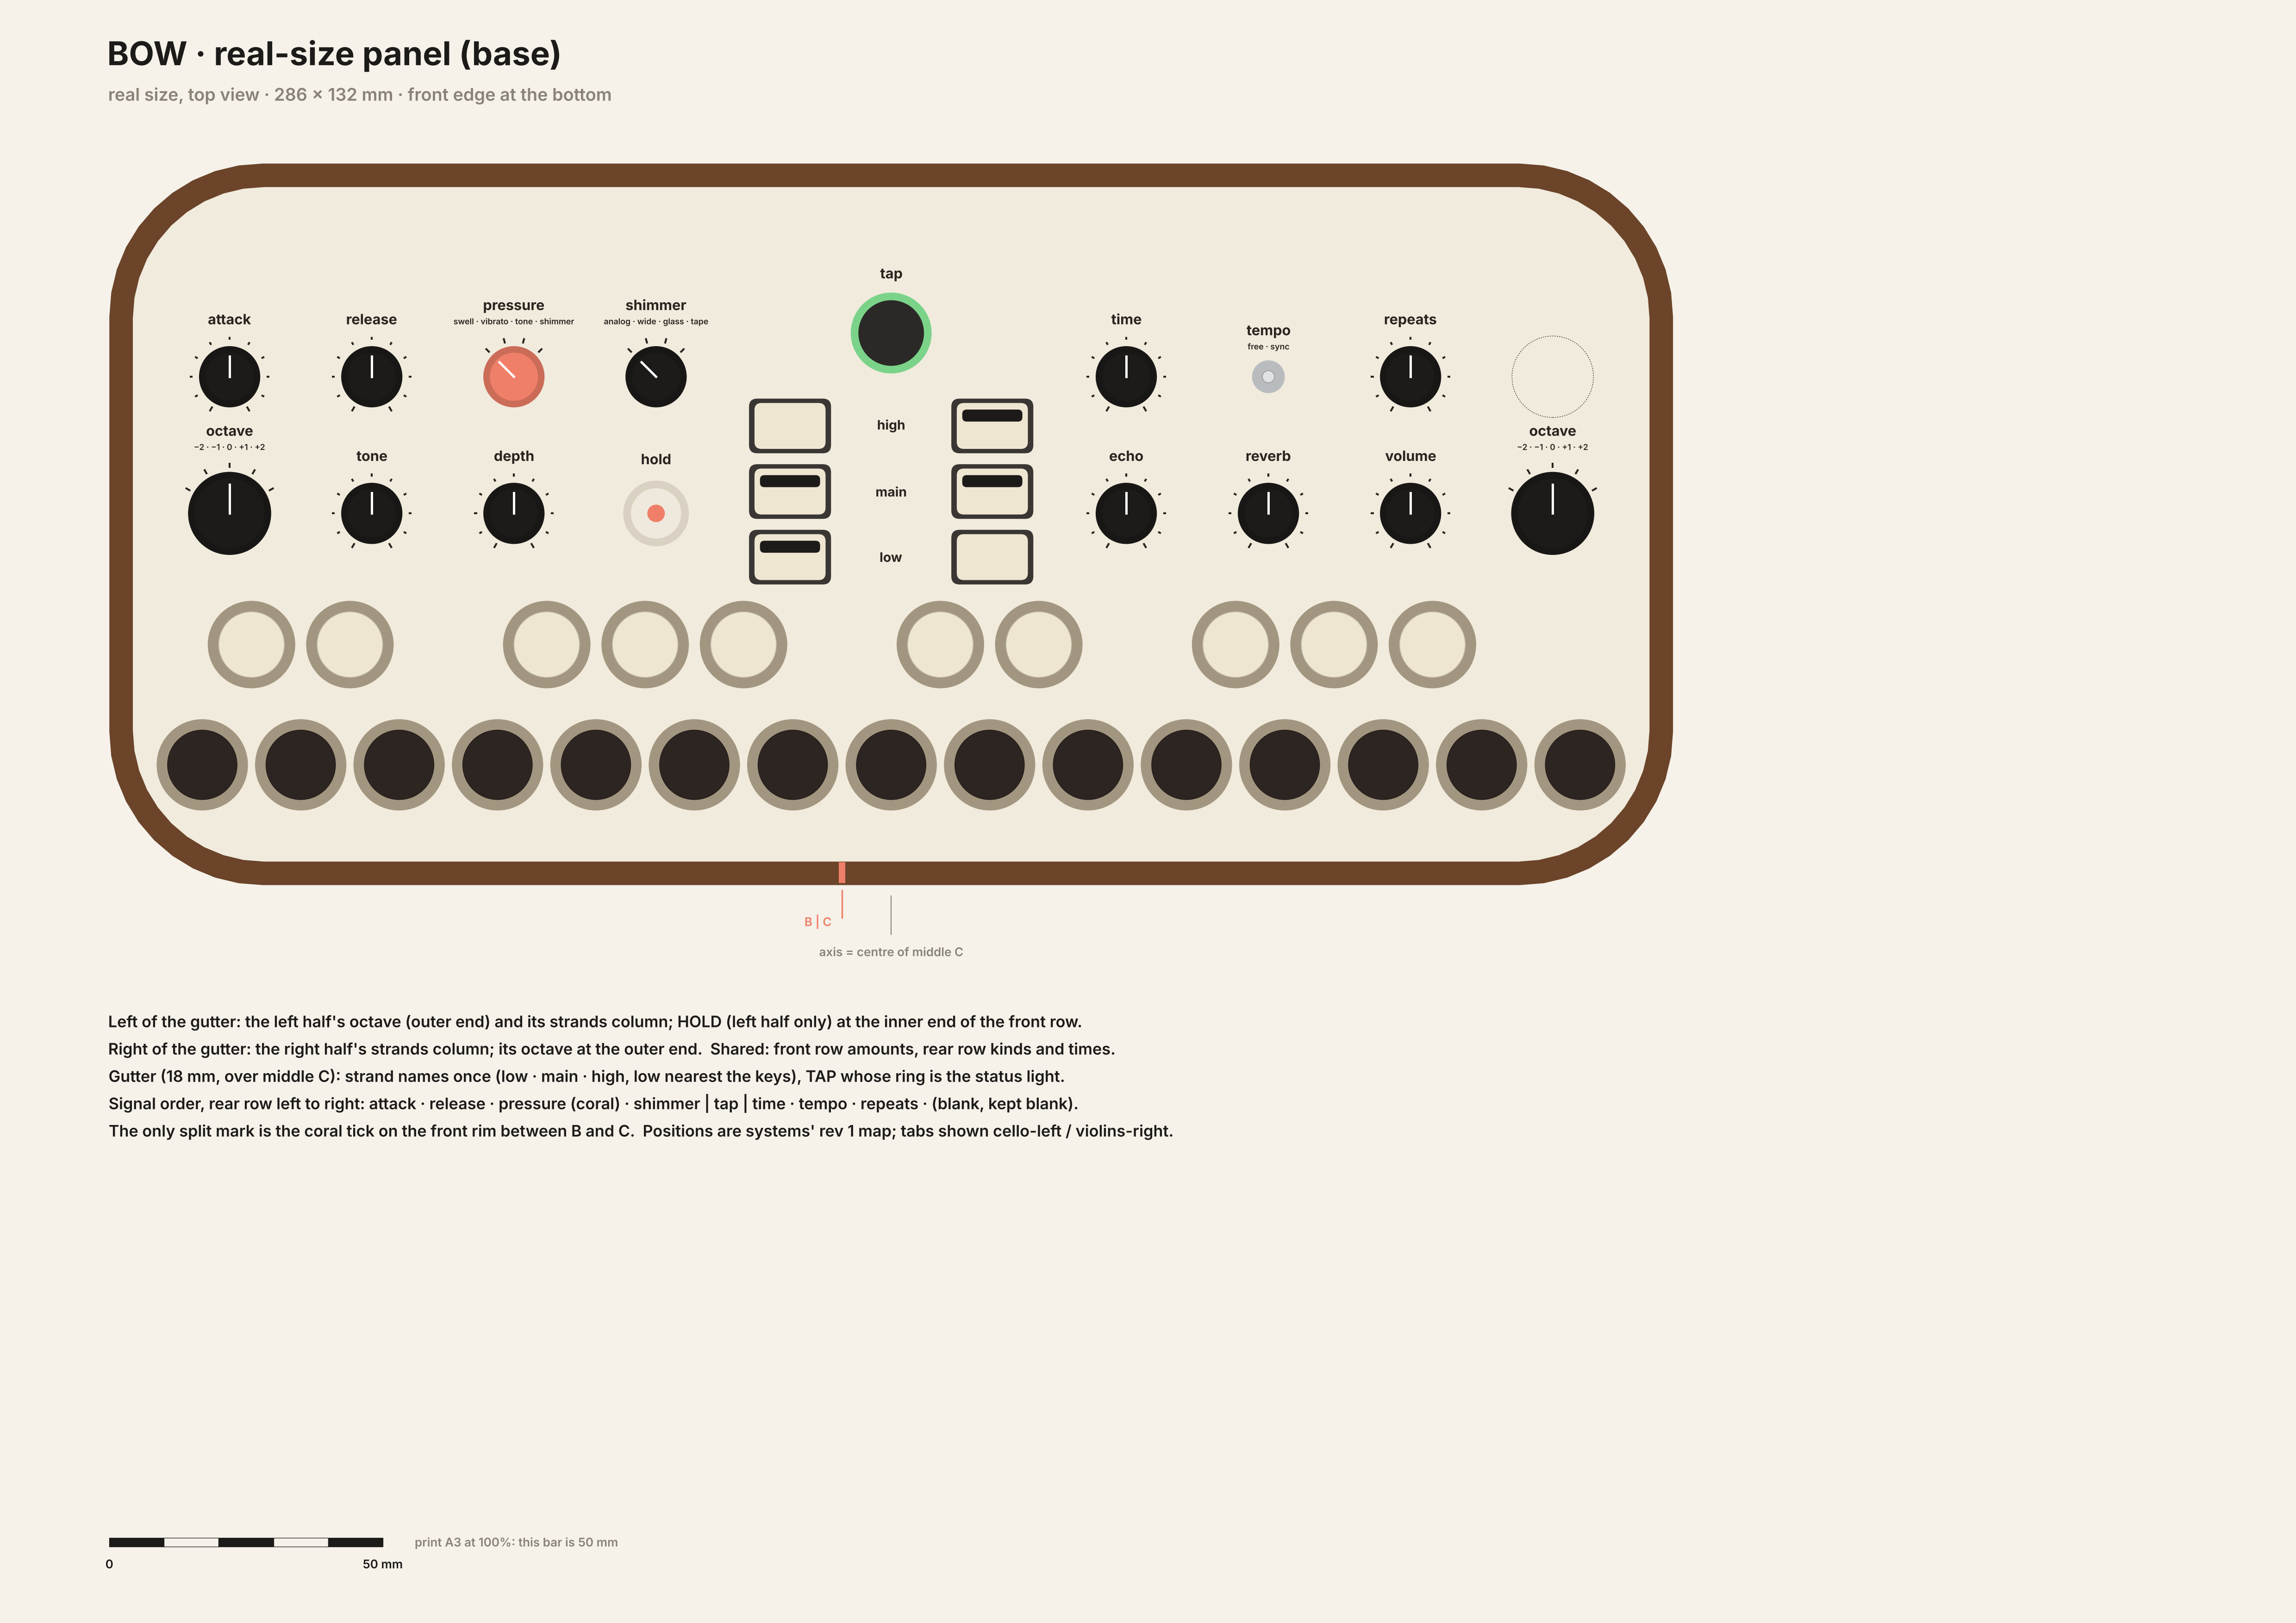 BOW · real-size panel (base)
real size, top view · 286 × 132 mm · front edge at the bottom
tap
attack
release
pressure
swell · vibrato · tone · shimmer
shimmer
analog · wide · glass · tape
time
tempo
free · sync
repeats
high
octave
−2 · −1 · 0 · +1 · +2
tone
depth
hold
main
echo
reverb
volume
octave
−2 · −1 · 0 · +1 · +2
low
B | C
axis = centre of middle C
Left of the gutter: the left half's octave (outer end) and its strands column; HOLD (left half only) at the inner end of the front row.
Right of the gutter: the right half's strands column; its octave at the outer end. Shared: front row amounts, rear row kinds and times.
Gutter (18 mm, over middle C): strand names once (low · main · high, low nearest the keys), TAP whose ring is the status light.
Signal order, rear row left to right: attack · release · pressure (coral) · shimmer | tap | time · tempo · repeats · (blank, kept blank).
The only split mark is the coral tick on the front rim between B and C. Positions are systems' rev 1 map; tabs shown cello-left / violins-right.
print A3 at 100%: this bar is 50 mm
0
50 mm